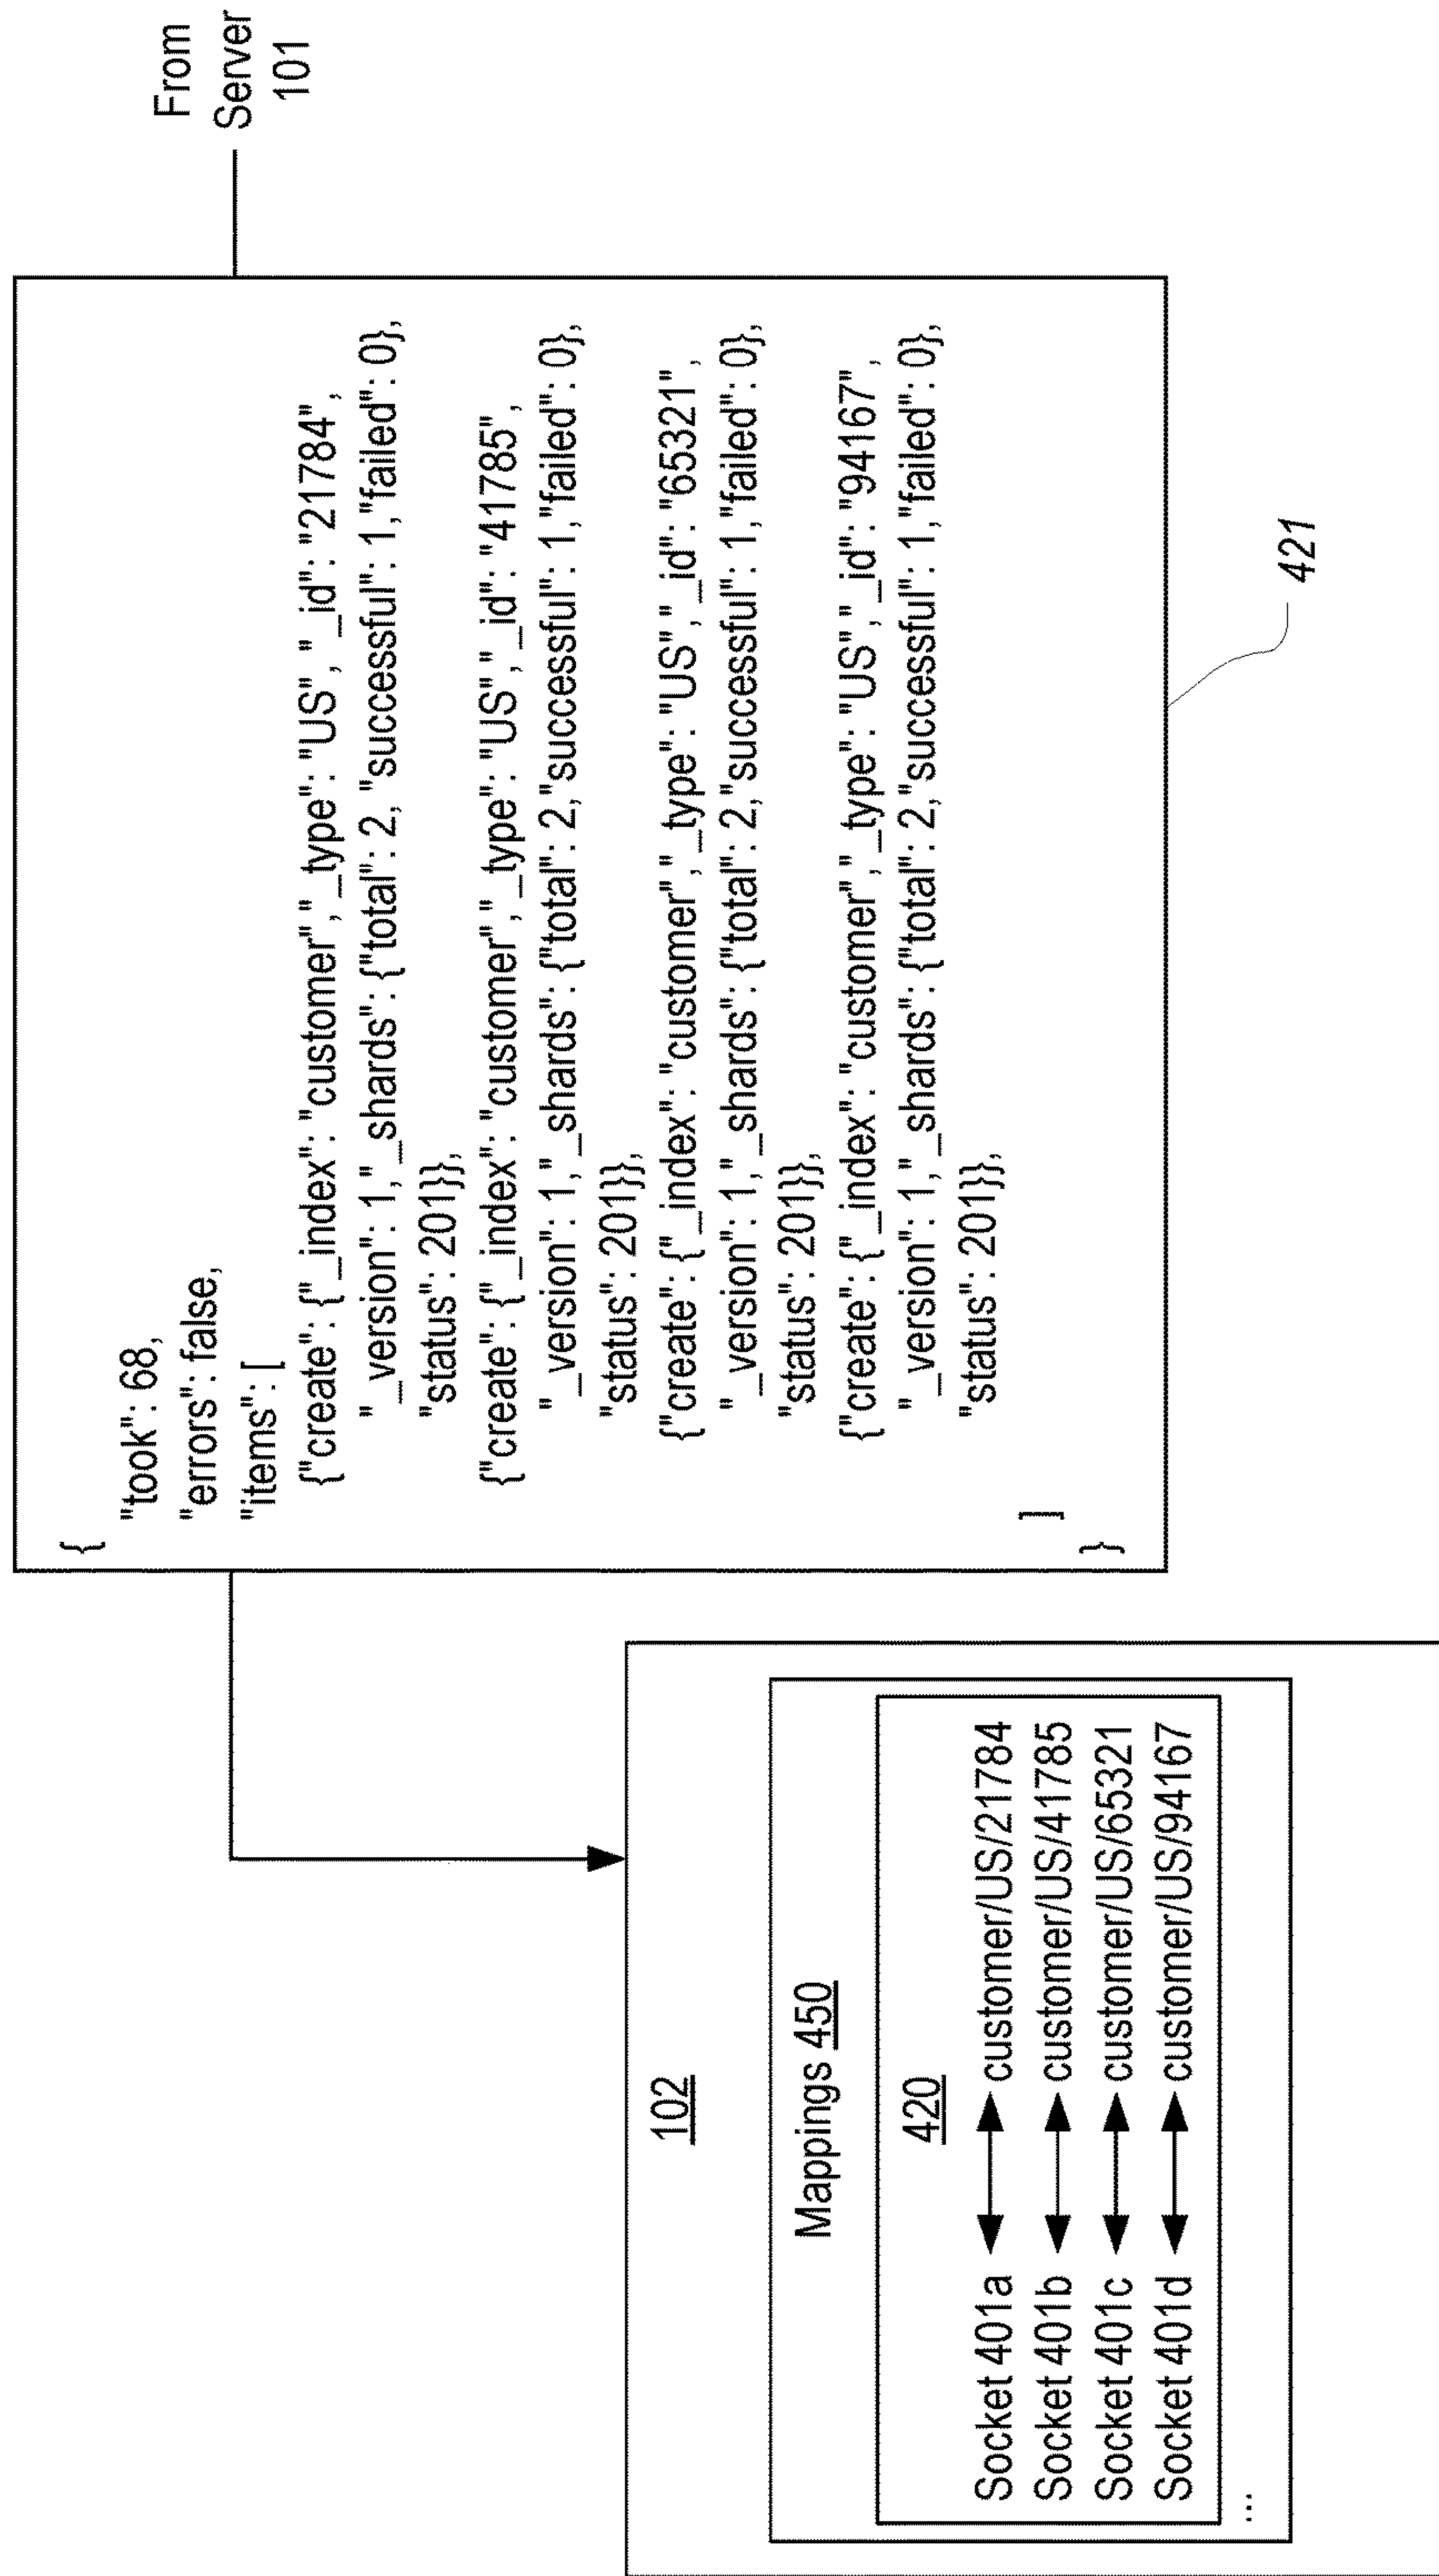 From
Server
101
{
"took": 68,
"errors": false,
"items": [
{"create": {"_index": "customer","_type": "US", "_id": "21784",
"_version": 1,"_shards": {"total": 2, "successful": 1,"failed": 0},
"status": 201}},
{"create": {"_index": "customer","_type": "US","_id": "41785",
"_version": 1,"_shards": {"total": 2,"successful": 1,"failed": 0},
"status": 201}},
{"create": {"_index": "customer","_type": "US","_id": "65321",
"_version": 1,"_shards": {"total": 2,"successful": 1,"failed": 0},
"status": 201}},
{"create": {"_index": "customer","_type": "US","_id": "94167",
"_version": 1,"_shards": {"total": 2,"successful": 1,"failed": 0},
"status": 201}},
]
}
421
102
Mappings 450
420
Socket 401a customer/US/21784
Socket 401b customer/US/41785
Socket 401c customer/US/65321
Socket 401d customer/US/94167
...